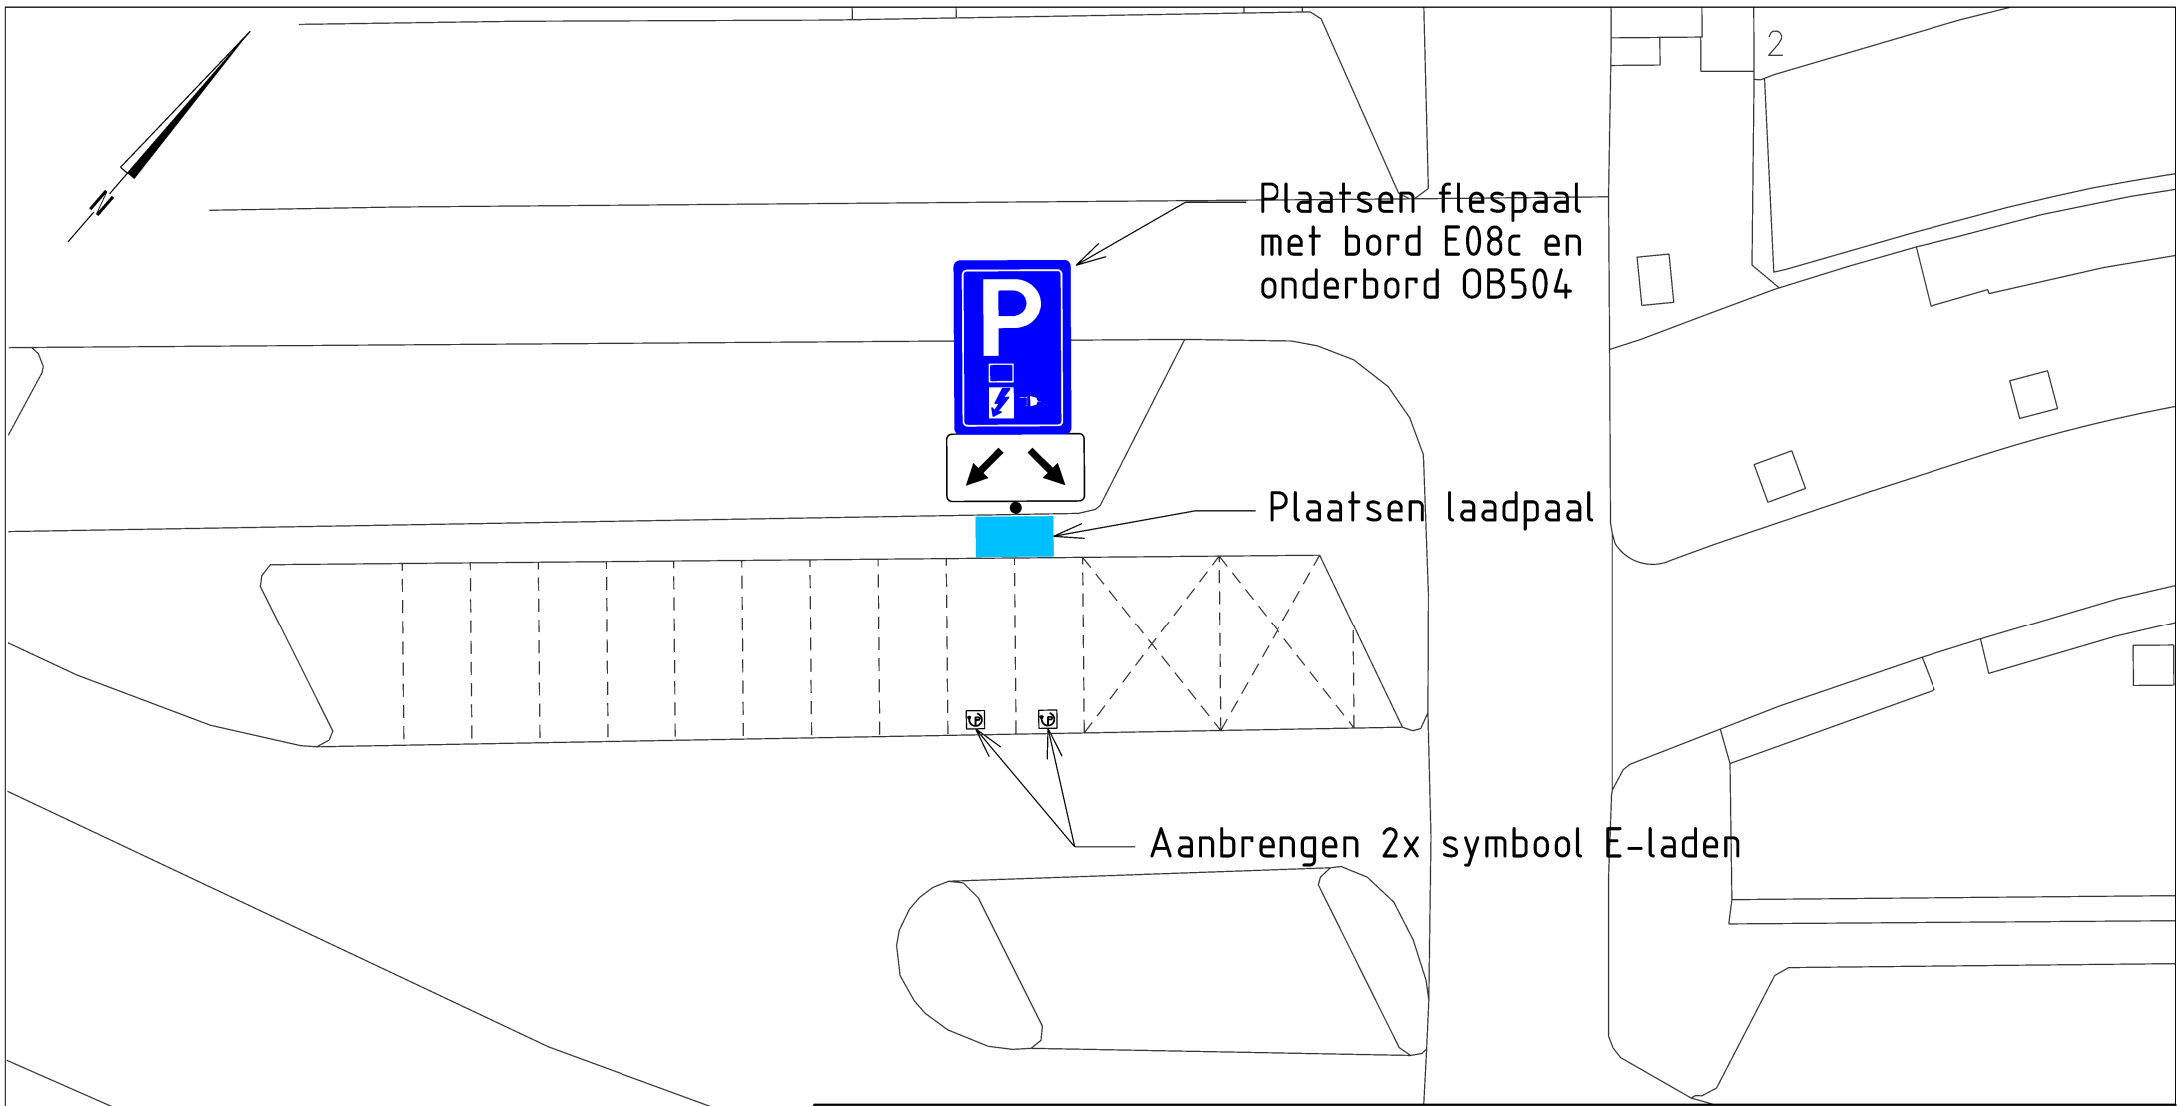 2
N
Plaatsen flespaal
met bord E08c en
onderbord OB504
P
Plaatsen laadpaal
P P
Aanbrengen 2x symbool E-laden